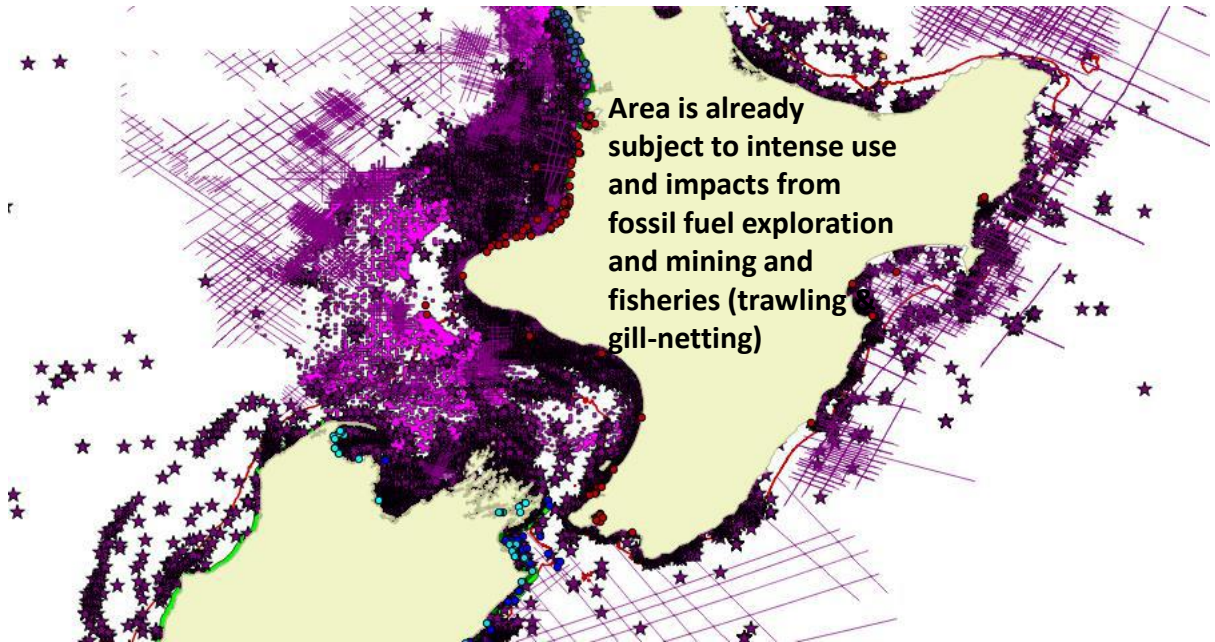 Area is already
subject to intense use
and impacts from
fossil fuel exploration
and mining and
fisheries (trawling &
gill-netting)